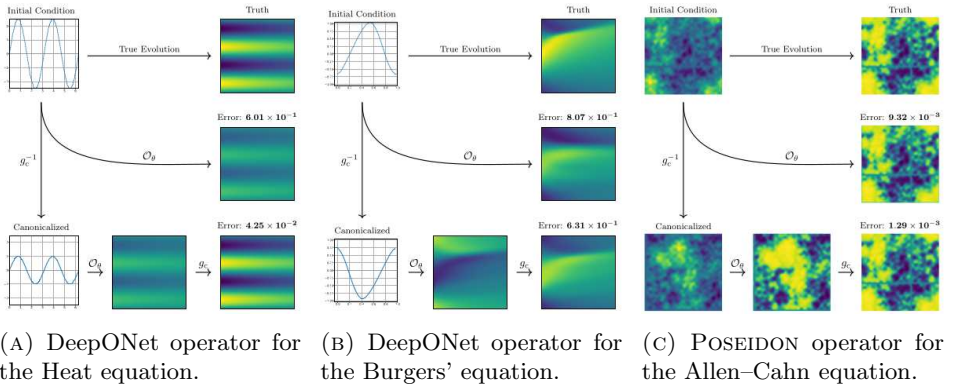 Initial Condition
Truth
True Evolution
Error: 6.01 × 10⁻¹
g_c⁻¹
𝒪_θ
Canonicalized
Error: 4.25 × 10⁻²
𝒪_θ
g_c
(A) DeepONet operator for
the Heat equation.
Initial Condition
Truth
True Evolution
Error: 8.07 × 10⁻¹
g_c⁻¹
𝒪_θ
Canonicalized
Error: 6.31 × 10⁻¹
𝒪_θ
g_c
(B) DeepONet operator for
the Burgers' equation.
Initial Condition
Truth
True Evolution
Error: 9.32 × 10⁻³
g_c⁻¹
𝒪_θ
Canonicalized
Error: 1.29 × 10⁻³
𝒪_θ
g_c
(C) POSEIDON operator for
the Allen–Cahn equation.